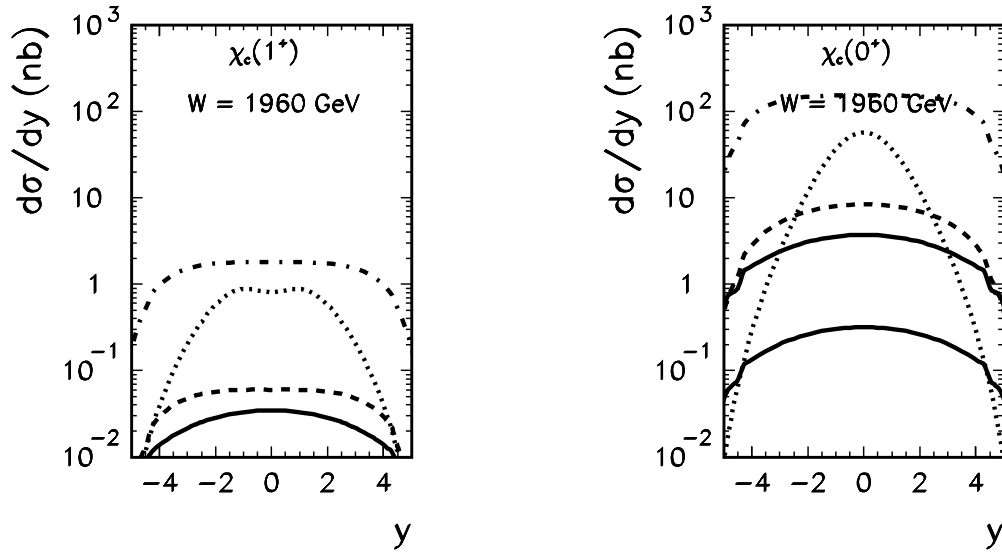 dσ/dy (nb)
10³
10²
10
1
10⁻¹
10⁻²
χc(1⁺)
W = 1960 GeV
−4 −2 0 2 4
y
dσ/dy (nb)
10³
10²
10
1
10⁻¹
10⁻²
χc(0⁺)
W = 1960 GeV
−4 −2 0 2 4
y